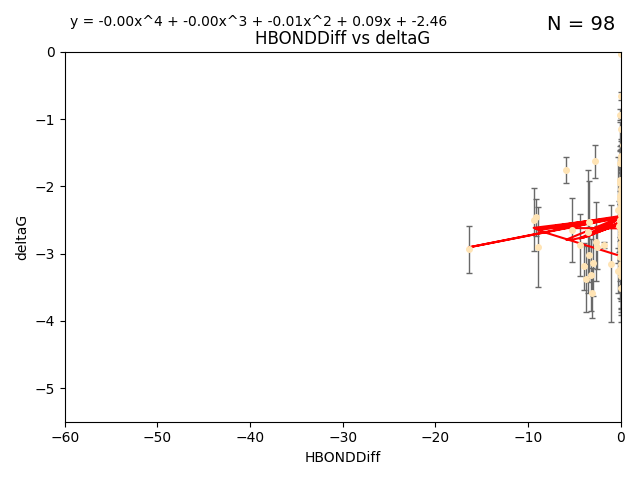 y = -0.00x^4 + -0.00x^3 + -0.01x^2 + 0.09x + -2.46
N = 98
HBONDDiff vs deltaG
0
−1
−2
−3
−4
−5
deltaG
−60 −50 −40 −30 −20 −10 0
HBONDDiff